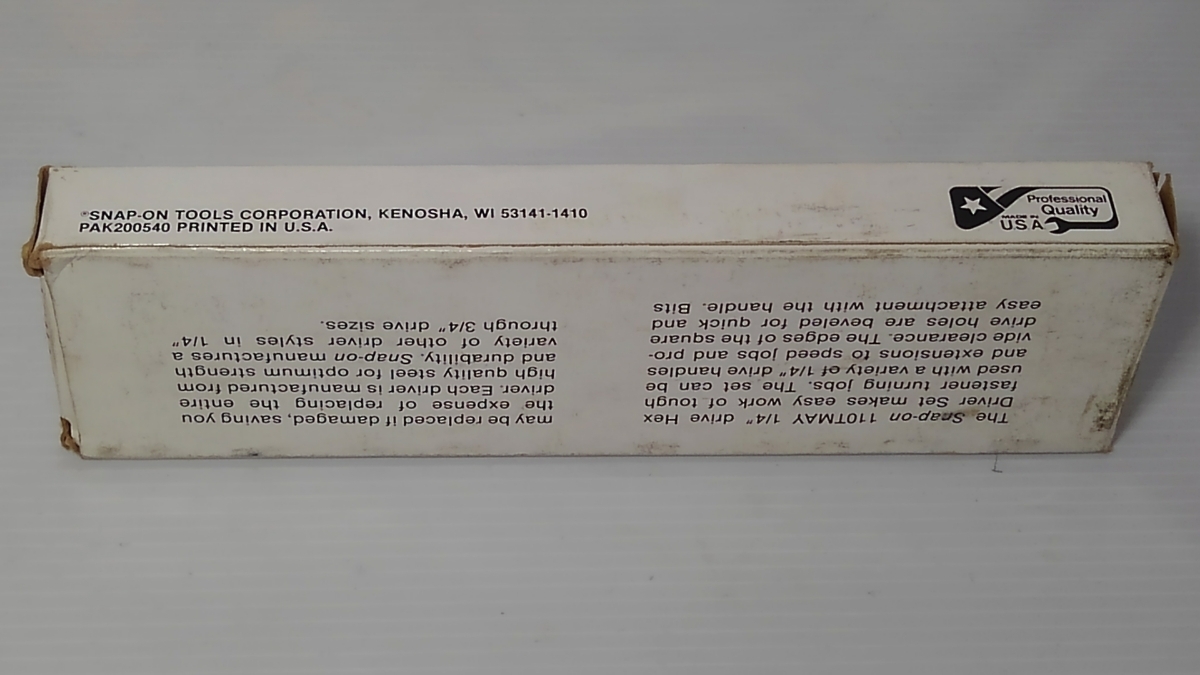 ®SNAP-ON TOOLS CORPORATION, KENOSHA, WI 53141-1410
PAK200540 PRINTED IN U.S.A.
Professional
Quality
MADE IN
USA
The Snap-on 110TMAY 1/4" drive Hex
Driver Set makes easy work of tough
fastener turning jobs. The set can be
used with a variety of 1/4" drive handles
and extensions to speed jobs and pro-
vide clearance. The edges of the square
drive holes are beveled for quick and
easy attachment with the handle. Bits
may be replaced if damaged, saving you
the expense of replacing the entire
driver. Each driver is manufactured from
high quality steel for optimum strength
and durability. Snap-on manufactures a
variety of other driver styles in 1/4"
through 3/4" drive sizes.